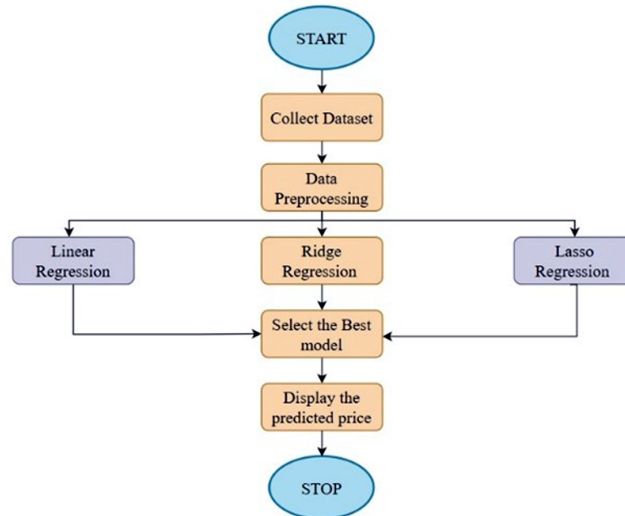 START
Collect Dataset
Data
Preprocessing
Linear
Regression
Ridge
Regression
Lasso
Regression
Select the Best
model
Display the
predicted price
STOP